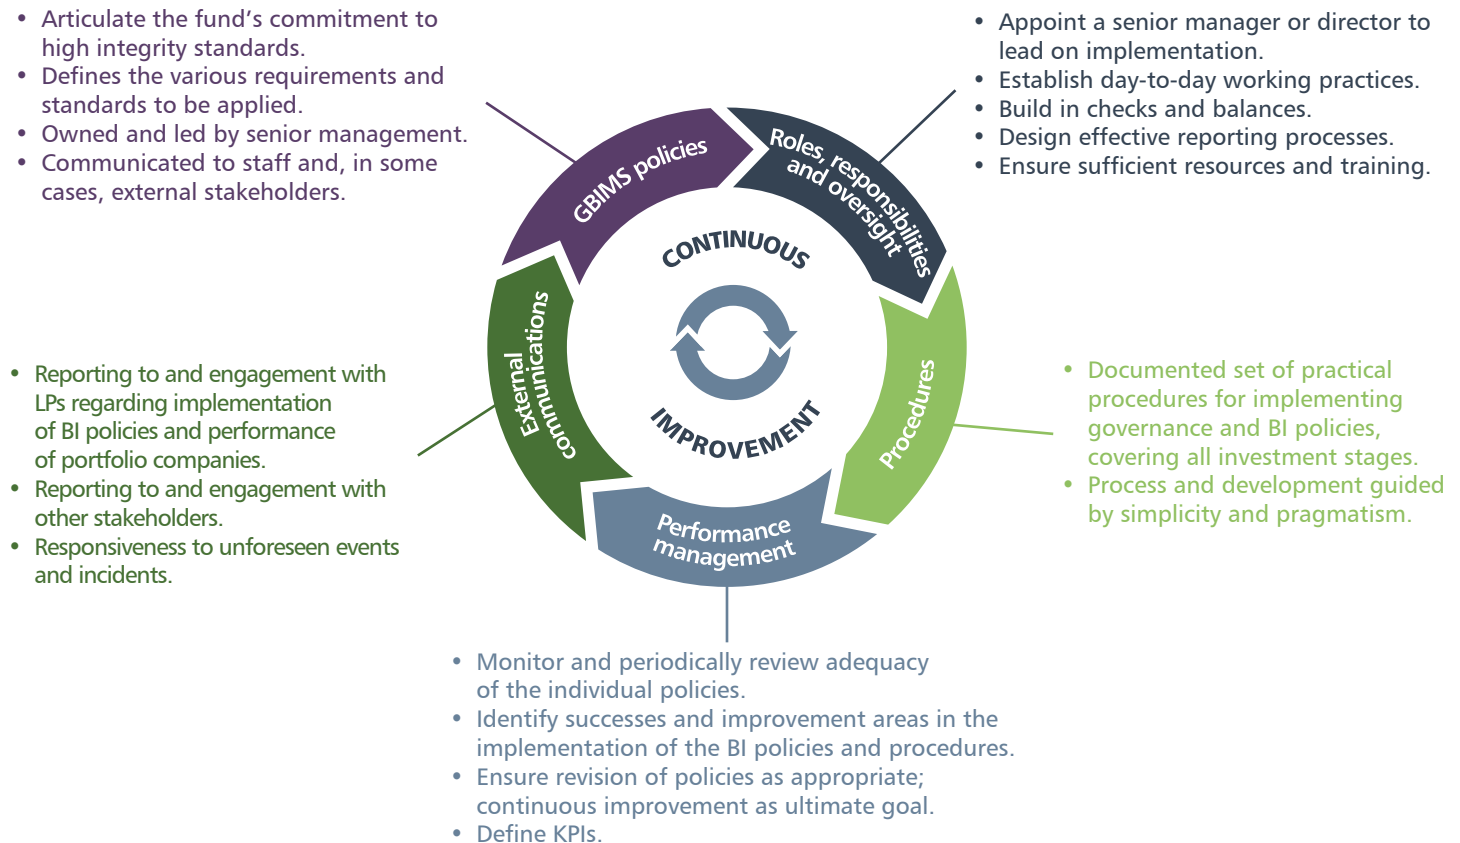 • Articulate the fund’s commitment to
high integrity standards.
• Defines the various requirements and
standards to be applied.
• Owned and led by senior management.
• Communicated to staff and, in some
cases, external stakeholders.
• Appoint a senior manager or director to
lead on implementation.
• Establish day-to-day working practices.
• Build in checks and balances.
• Design effective reporting processes.
• Ensure sufficient resources and training.
GBIMS policies
Roles, responsibilities
and oversight
CONTINUOUS
IMPROVEMENT
External
communications
Procedures
Performance
management
• Reporting to and engagement with
LPs regarding implementation
of BI policies and performance
of portfolio companies.
• Reporting to and engagement with
other stakeholders.
• Responsiveness to unforeseen events
and incidents.
• Documented set of practical
procedures for implementing
governance and BI policies,
covering all investment stages.
• Process and development guided
by simplicity and pragmatism.
• Monitor and periodically review adequacy
of the individual policies.
• Identify successes and improvement areas in the
implementation of the BI policies and procedures.
• Ensure revision of policies as appropriate;
continuous improvement as ultimate goal.
• Define KPIs.